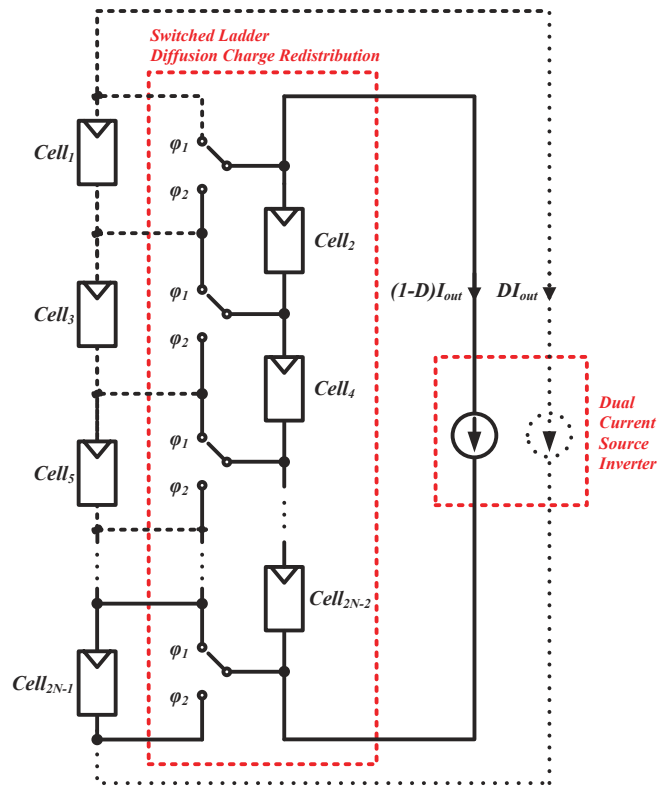 Switched Ladder
Diffusion Charge Redistribution
Cell1
φ1
φ2
Cell2
Cell3
φ1
φ2
(1-D)Iout
DIout
Cell4
Cell5
φ1
φ2
Dual
Current
Source
Inverter
Cell2N-2
Cell2N-1
φ1
φ2